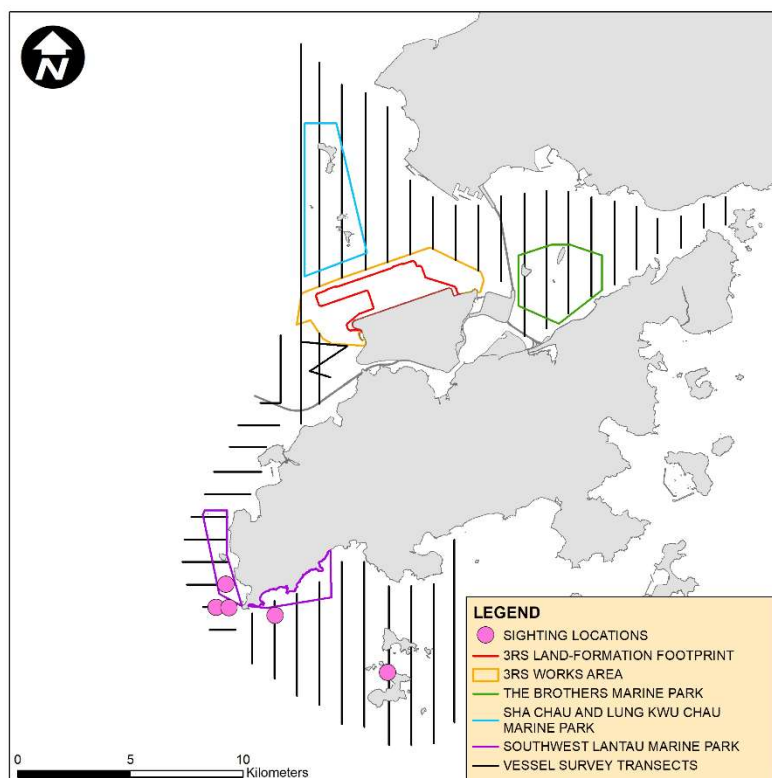 N
LEGEND
SIGHTING LOCATIONS
3RS LAND-FORMATION FOOTPRINT
3RS WORKS AREA
THE BROTHERS MARINE PARK
SHA CHAU AND LUNG KWU CHAU
MARINE PARK
SOUTHWEST LANTAU MARINE PARK
VESSEL SURVEY TRANSECTS
0 5 10
Kilometers